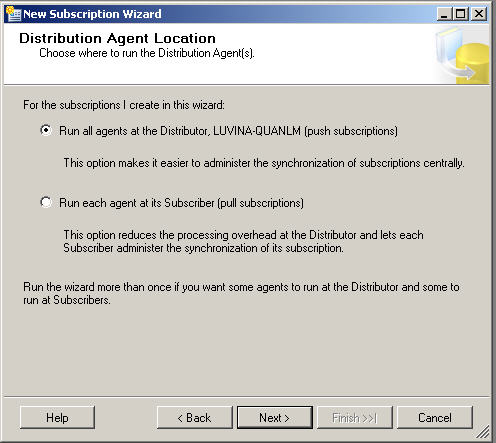 New Subscription Wizard
Distribution Agent Location
Choose where to run the Distribution Agent(s).
For the subscriptions I create in this wizard:
Run all agents at the Distributor, LUVINA-QUANLM (push subscriptions)
This option makes it easier to administer the synchronization of subscriptions centrally.
Run each agent at its Subscriber (pull subscriptions)
This option reduces the processing overhead at the Distributor and lets each
Subscriber administer the synchronization of its subscription.
Run the wizard more than once if you want some agents to run at the Distributor and some to
run at Subscribers.
Help
< Back
Next >
Finish >>|
Cancel